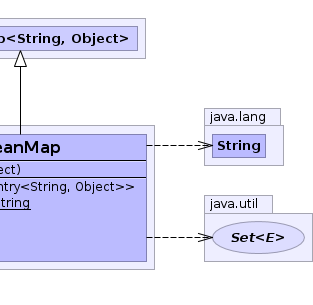 <String, Object>
eanMap
ect)
ntry<String, Object>>
tring
java.lang
String
java.util
Set<E>